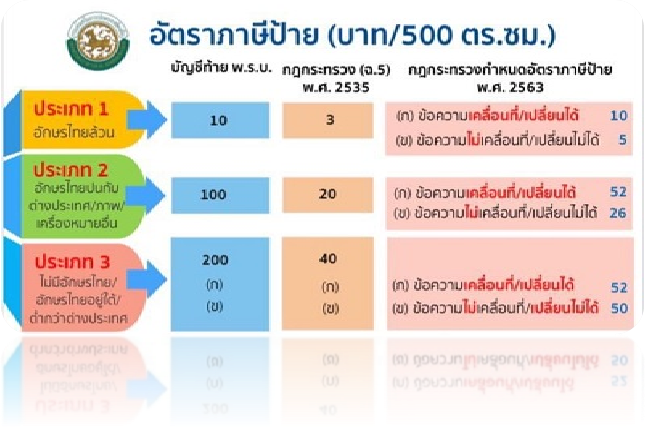 อัตราภาษีป้าย (บาท/500 ตร.ซม.)
บัญชีท้าย พ.ร.บ.
กฎกระทรวง (ฉ.5)
พ.ศ. 2535
กฎกระทรวงกำหนดอัตราภาษีป้าย
พ.ศ. 2563
ประเภท 1
อักษรไทยล้วน
10
3
(ก) ข้อความเคลื่อนที่/เปลี่ยนได้ 10
(ข) ข้อความไม่เคลื่อนที่/เปลี่ยนไม่ได้ 5
ประเภท 2
อักษรไทยปนกับ
ต่างประเทศ/ภาพ/
เครื่องหมายอื่น
100
20
(ก) ข้อความเคลื่อนที่/เปลี่ยนได้ 52
(ข) ข้อความไม่เคลื่อนที่/เปลี่ยนไม่ได้ 26
ประเภท 3
ไม่มีอักษรไทย/
อักษรไทยอยู่ใต้/
ต่ำกว่าต่างประเทศ
200
(ก)
(ข)
40
(ก)
(ข)
(ก) ข้อความเคลื่อนที่/เปลี่ยนได้ 52
(ข) ข้อความไม่เคลื่อนที่/เปลี่ยนไม่ได้ 50